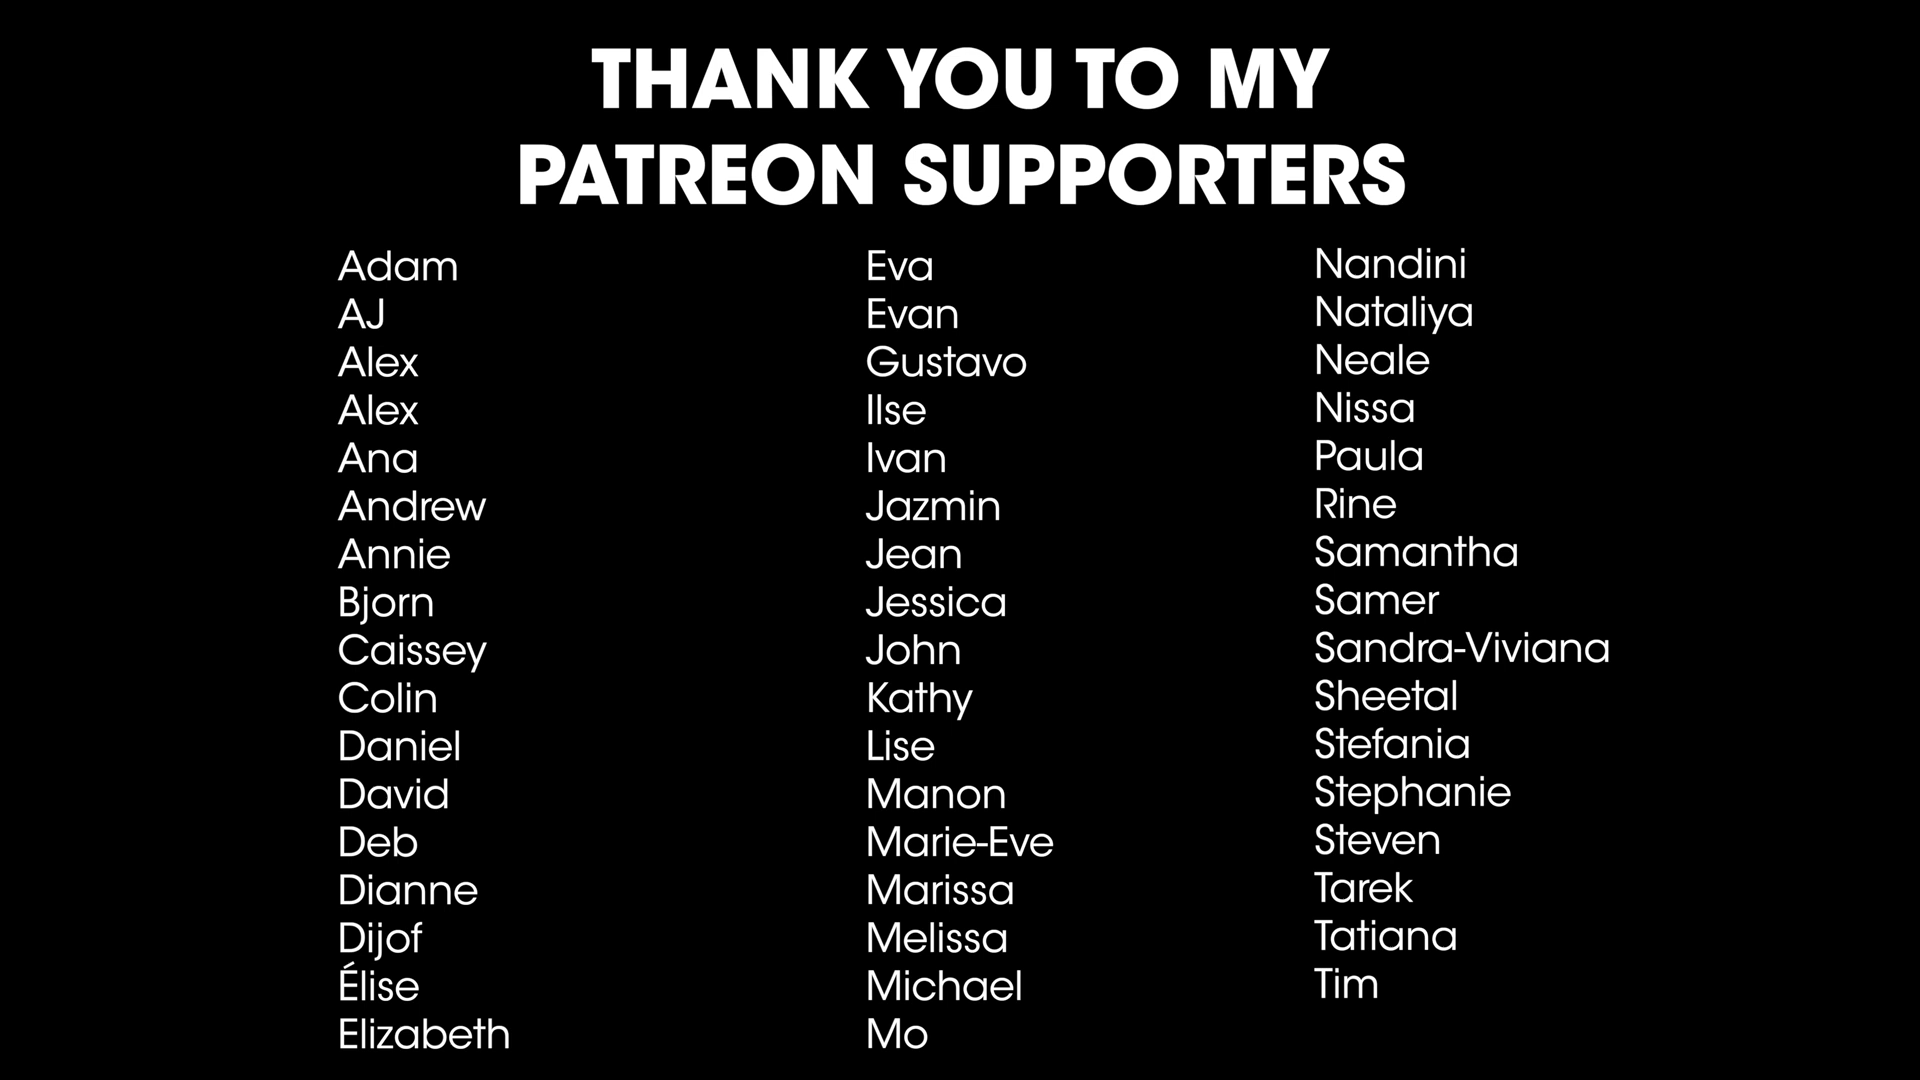 THANK YOU TO MY
PATREON SUPPORTERS
Adam
AJ
Alex
Alex
Ana
Andrew
Annie
Bjorn
Caissey
Colin
Daniel
David
Deb
Dianne
Dijof
Élise
Elizabeth
Eva
Evan
Gustavo
Ilse
Ivan
Jazmin
Jean
Jessica
John
Kathy
Lise
Manon
Marie-Eve
Marissa
Melissa
Michael
Mo
Nandini
Nataliya
Neale
Nissa
Paula
Rine
Samantha
Samer
Sandra-Viviana
Sheetal
Stefania
Stephanie
Steven
Tarek
Tatiana
Tim